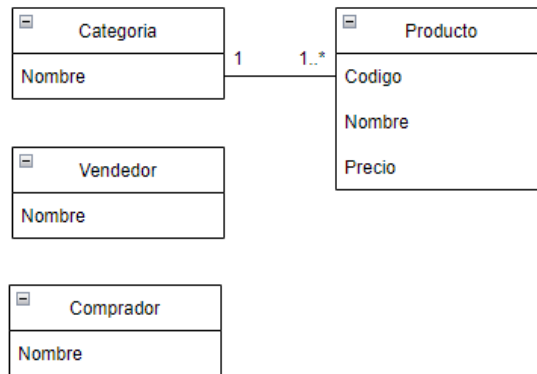 Categoria
Nombre
1
1..*
Producto
Codigo
Nombre
Precio
Vendedor
Nombre
Comprador
Nombre